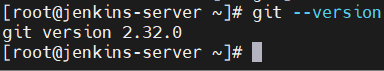 [root@jenkins-server ~]# git --version
git version 2.32.0
[root@jenkins-server ~]#